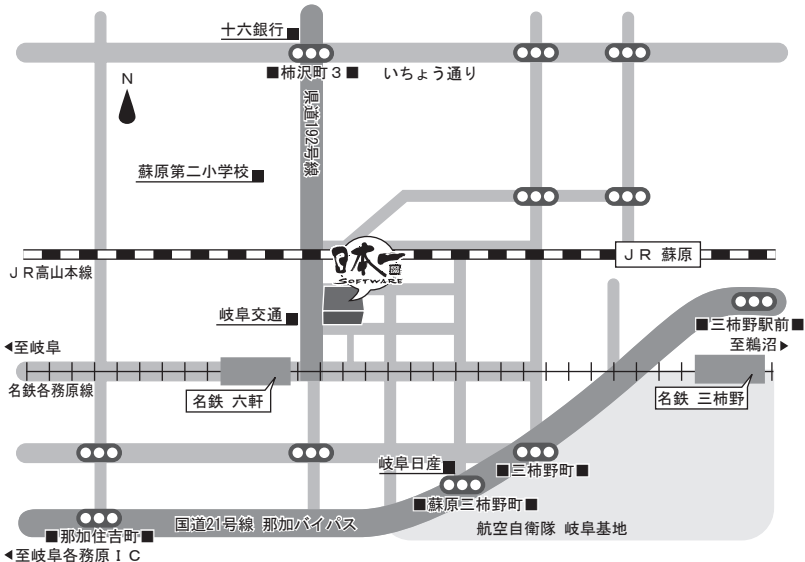 十六銀行
■柿沢町３■
いちょう通り
N
県道192号線
蘇原第二小学校
日本一
SOFTWARE
ＪＲ 蘇原
ＪＲ高山本線
岐阜交通
■三柿野駅前■
至鵜沼▶
◀至岐阜
名鉄各務原線
名鉄 六軒
名鉄 三柿野
岐阜日産
■三柿野町■
■蘇原三柿野町■
国道21号線 那加バイパス
航空自衛隊 岐阜基地
■那加住吉町■
◀至岐阜各務原ＩＣ